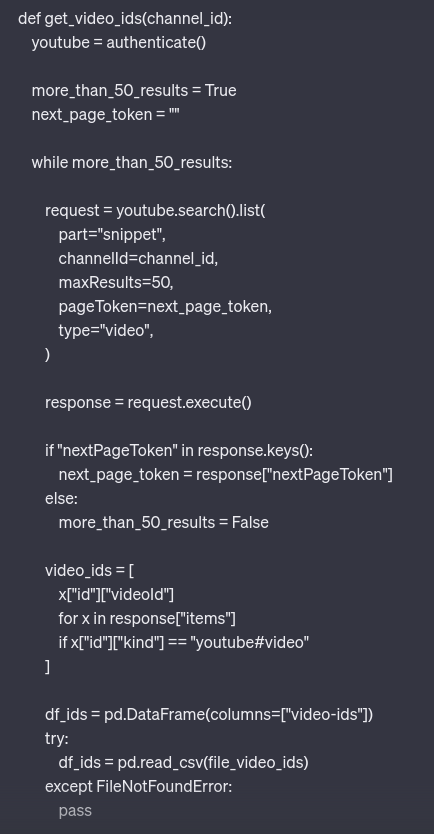 def get_video_ids(channel_id):
youtube = authenticate()
more_than_50_results = True
next_page_token = ""
while more_than_50_results:
request = youtube.search().list(
part="snippet",
channelId=channel_id,
maxResults=50,
pageToken=next_page_token,
type="video",
)
response = request.execute()
if "nextPageToken" in response.keys():
next_page_token = response["nextPageToken"]
else:
more_than_50_results = False
video_ids = [
x["id"]["videoId"]
for x in response["items"]
if x["id"]["kind"] == "youtube#video"
]
df_ids = pd.DataFrame(columns=["video-ids"])
try:
df_ids = pd.read_csv(file_video_ids)
except FileNotFoundError:
pass